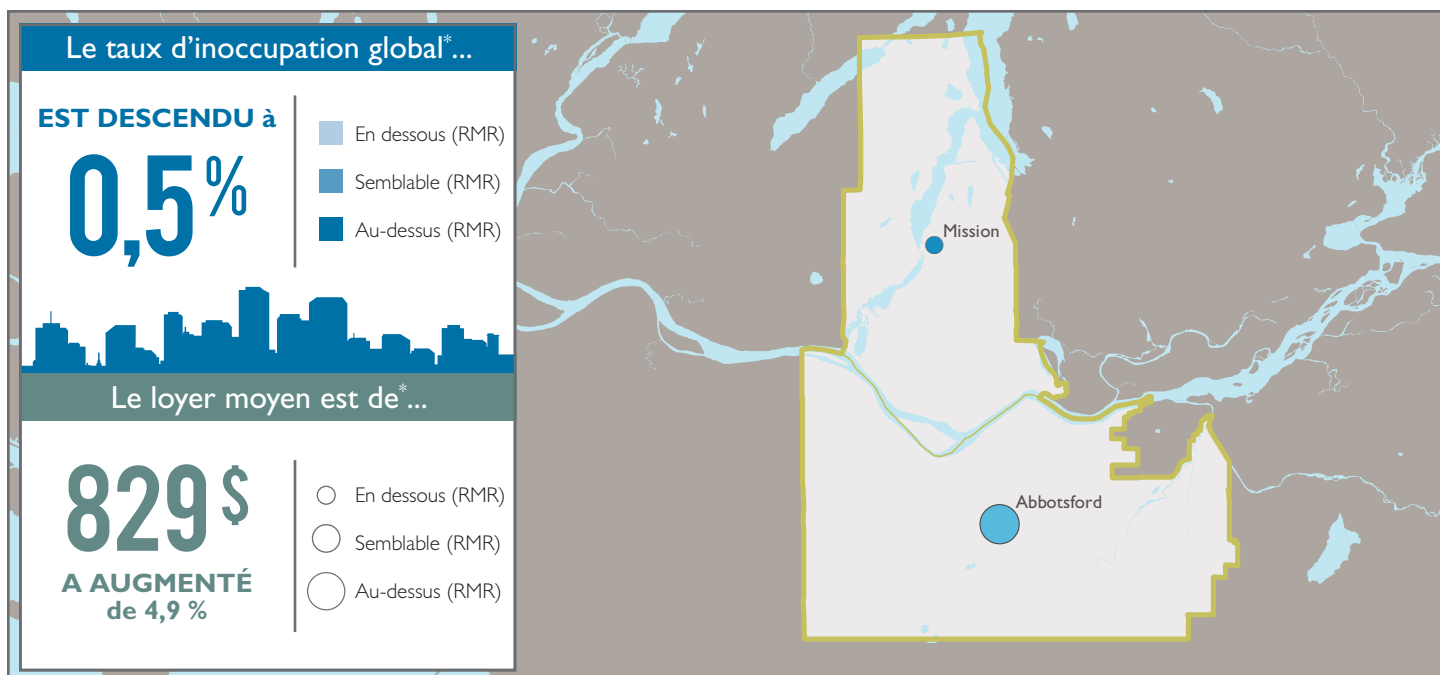 Le taux d'inoccupation global*...
EST DESCENDU à
0,5 %
En dessous (RMR)
Semblable (RMR)
Au-dessus (RMR)
Le loyer moyen est de*...
829 $
A AUGMENTÉ
de 4,9 %
En dessous (RMR)
Semblable (RMR)
Au-dessus (RMR)
Mission
Abbotsford